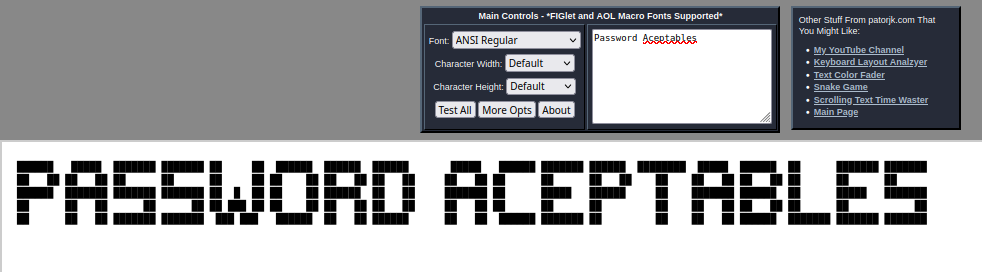 Main Controls - *FIGlet and AOL Macro Fonts Supported*
Font: ANSI Regular
Character Width: Default
Character Height: Default
Test All More Opts About
Password Aceptables
Other Stuff From patorjk.com That
You Might Like:
My YouTube Channel
Keyboard Layout Analzyer
Text Color Fader
Snake Game
Scrolling Text Time Waster
Main Page
PASSWORD ACEPTABLES